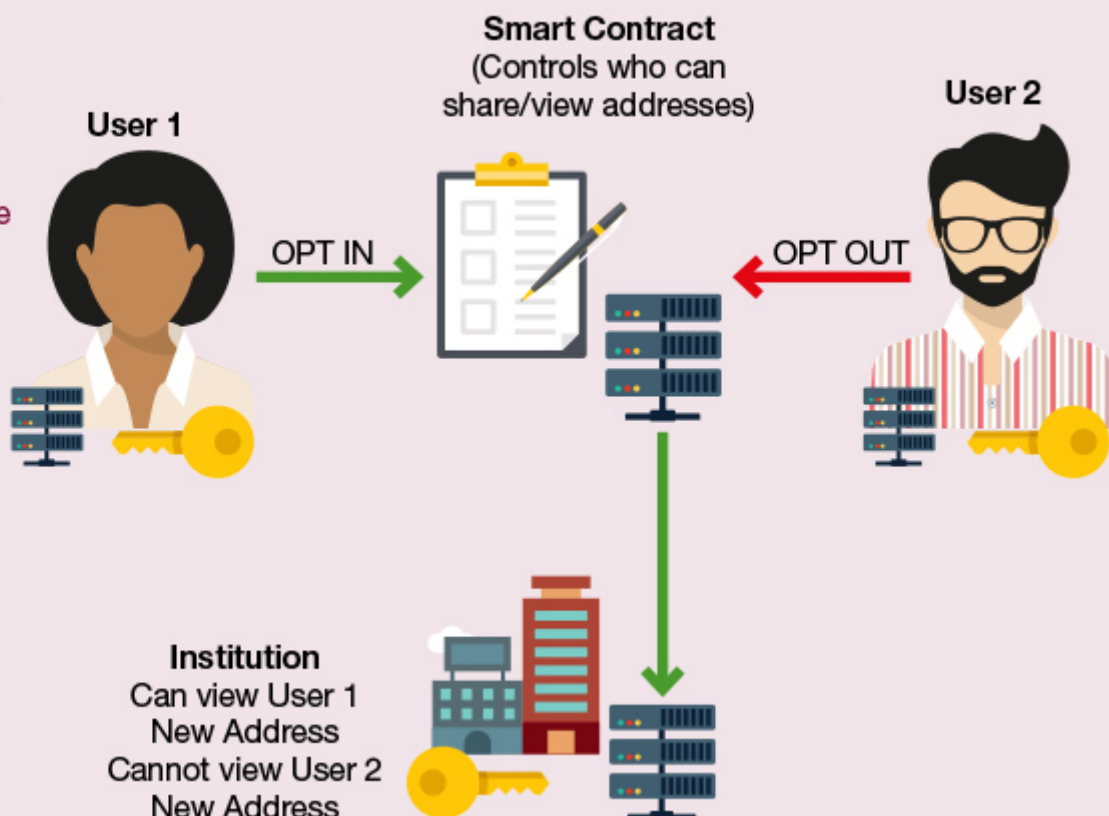 Smart Contract
(Controls who can
share/view addresses)
User 1
User 2
e
OPT IN
OPT OUT
Institution
Can view User 1
New Address
Cannot view User 2
New Address